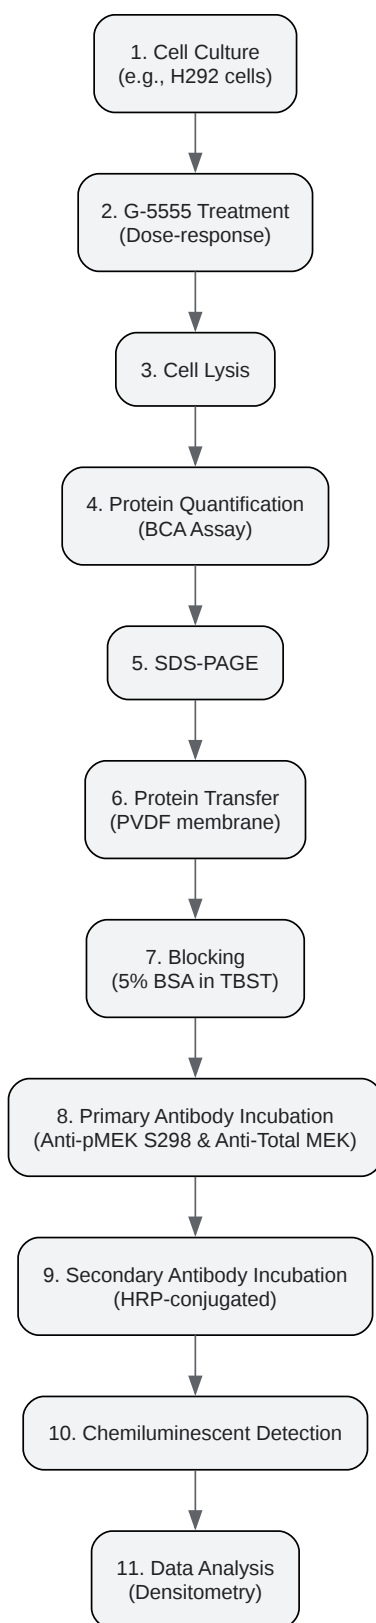 1. Cell Culture
(e.g., H292 cells)
2. G-5555 Treatment
(Dose-response)
3. Cell Lysis
4. Protein Quantification
(BCA Assay)
5. SDS-PAGE
6. Protein Transfer
(PVDF membrane)
7. Blocking
(5% BSA in TBST)
8. Primary Antibody Incubation
(Anti-pMEK S298 & Anti-Total MEK)
9. Secondary Antibody Incubation
(HRP-conjugated)
10. Chemiluminescent Detection
11. Data Analysis
(Densitometry)